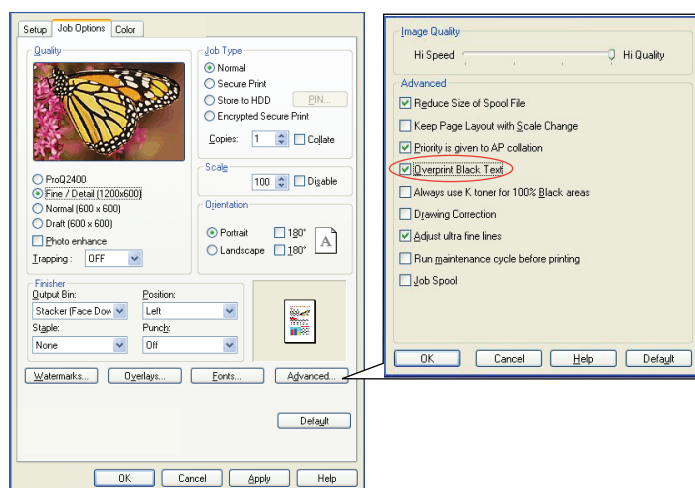 Setup Job Options Color
Quality
ProQ2400
Fine / Detail (1200x600)
Normal (600 x 600)
Draft (600 x 600)
Photo enhance
Trapping : OFF
Job Type
Normal
Secure Print
Store to HDD PIN...
Encrypted Secure Print
Copies: 1 Collate
Scale
100 Disable
Orientation
Portrait 180°
Landscape 180°
A
Finisher
Output Bin: Position:
Stacker (Face Dow Left
Staple: Punch:
None Off
Watermarks... Overlays... Fonts... Advanced...
Default
OK Cancel Apply Help
Image Quality
Hi Speed Hi Quality
Advanced
Reduce Size of Spool File
Keep Page Layout with Scale Change
Priority is given to AP collation
Overprint Black Text
Always use K toner for 100% Black areas
Drawing Correction
Adjust ultra fine lines
Run maintenance cycle before printing
Job Spool
OK Cancel Help Default